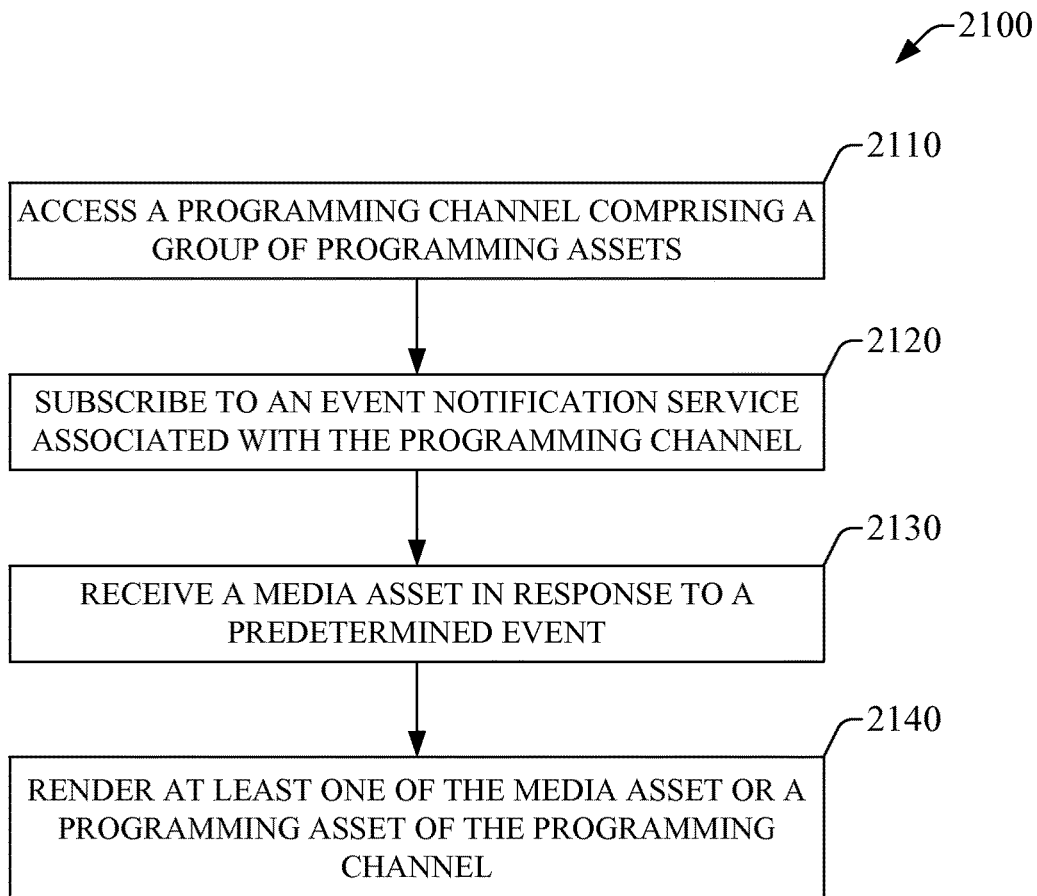 2100
2110
ACCESS A PROGRAMMING CHANNEL COMPRISING A
GROUP OF PROGRAMMING ASSETS
2120
SUBSCRIBE TO AN EVENT NOTIFICATION SERVICE
ASSOCIATED WITH THE PROGRAMMING CHANNEL
2130
RECEIVE A MEDIA ASSET IN RESPONSE TO A
PREDETERMINED EVENT
2140
RENDER AT LEAST ONE OF THE MEDIA ASSET OR A
PROGRAMMING ASSET OF THE PROGRAMMING
CHANNEL